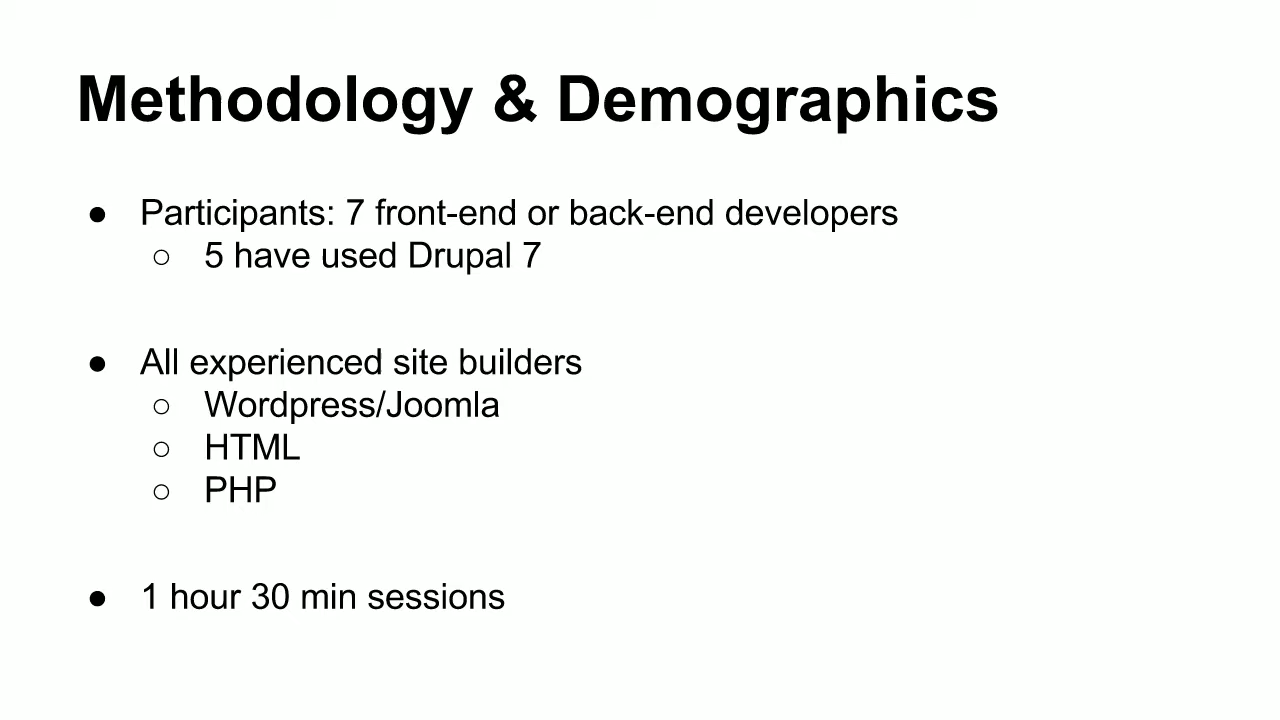 Methodology & Demographics
● Participants: 7 front-end or back-end developers
○ 5 have used Drupal 7
● All experienced site builders
○ Wordpress/Joomla
○ HTML
○ PHP
● 1 hour 30 min sessions